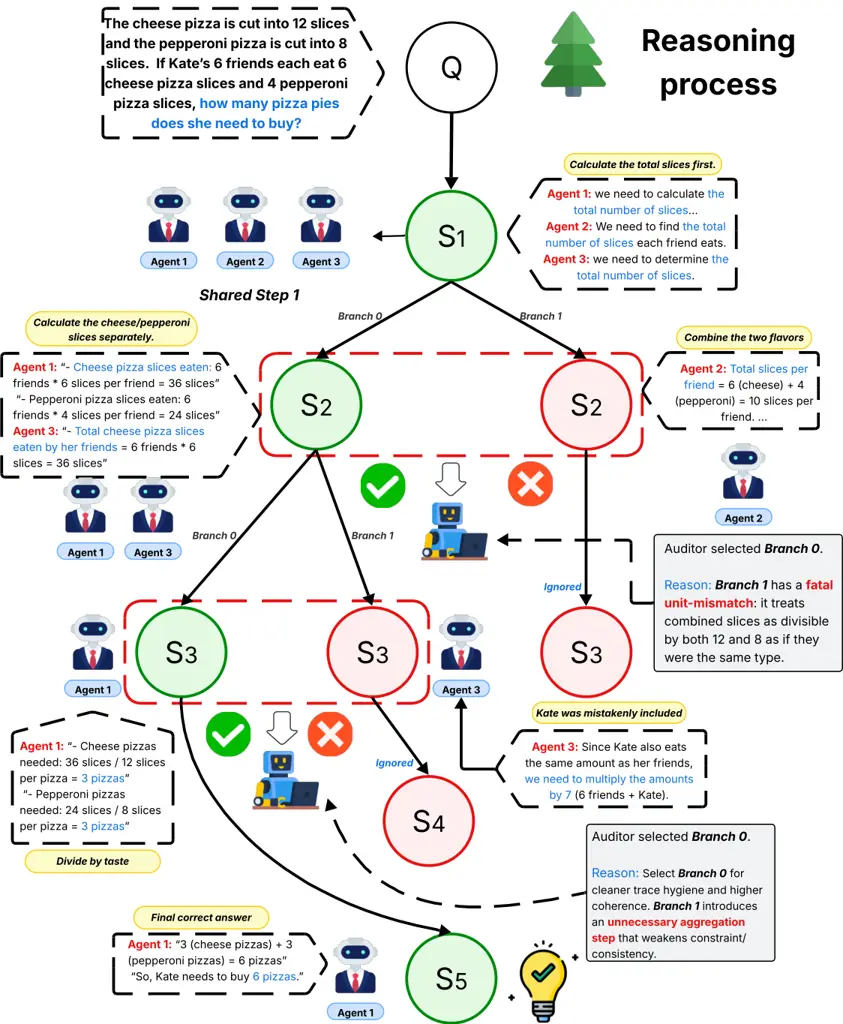 The cheese pizza is cut into 12 slices
and the pepperoni pizza is cut into 8
slices. If Kate's 6 friends each eat 6
cheese pizza slices and 4 pepperoni
pizza slices, how many pizza pies
does she need to buy?
Q
Reasoning
process
Calculate the total slices first.
Agent 1: we need to calculate the
total number of slices...
Agent 2: We need to find the total
number of slices each friend eats.
Agent 3: we need to determine the
total number of slices.
S1
Agent 1
Agent 2
Agent 3
Shared Step 1
Branch 0
Branch 1
Calculate the cheese/pepperoni
slices separately.
Agent 1: “- Cheese pizza slices eaten: 6
friends * 6 slices per friend = 36 slices”
“- Pepperoni pizza slices eaten: 6
friends * 4 slices per friend = 24 slices”
Agent 3: “- Total cheese pizza slices
eaten by her friends = 6 friends * 6
slices = 36 slices”
S2
S2
Combine the two flavors
Agent 2: Total slices per
friend = 6 (cheese) + 4
(pepperoni) = 10 slices per
friend. ...
Agent 1
Agent 3
Agent 2
Branch 0
Branch 1
Ignored
Auditor selected Branch 0.
Reason: Branch 1 has a fatal
unit-mismatch: it treats
combined slices as divisible
by both 12 and 8 as if they
were the same type.
Agent 1
S3
S3
Agent 3
S3
Kate was mistakenly included
Agent 3: Since Kate also eats
the same amount as her friends,
we need to multiply the amounts
by 7 (6 friends + Kate).
Agent 1: “- Cheese pizzas
needed: 36 slices / 12 slices
per pizza = 3 pizzas”
“- Pepperoni pizzas
needed: 24 slices / 8 slices
per pizza = 3 pizzas”
Divide by taste
Ignored
S4
Auditor selected Branch 0.
Reason: Select Branch 0 for
cleaner trace hygiene and higher
coherence. Branch 1 introduces
an unnecessary aggregation
step that weakens constraint/
consistency.
Final correct answer
Agent 1: “3 (cheese pizzas) + 3
(pepperoni pizzas) = 6 pizzas”
“So, Kate needs to buy 6 pizzas.”
Agent 1
S5